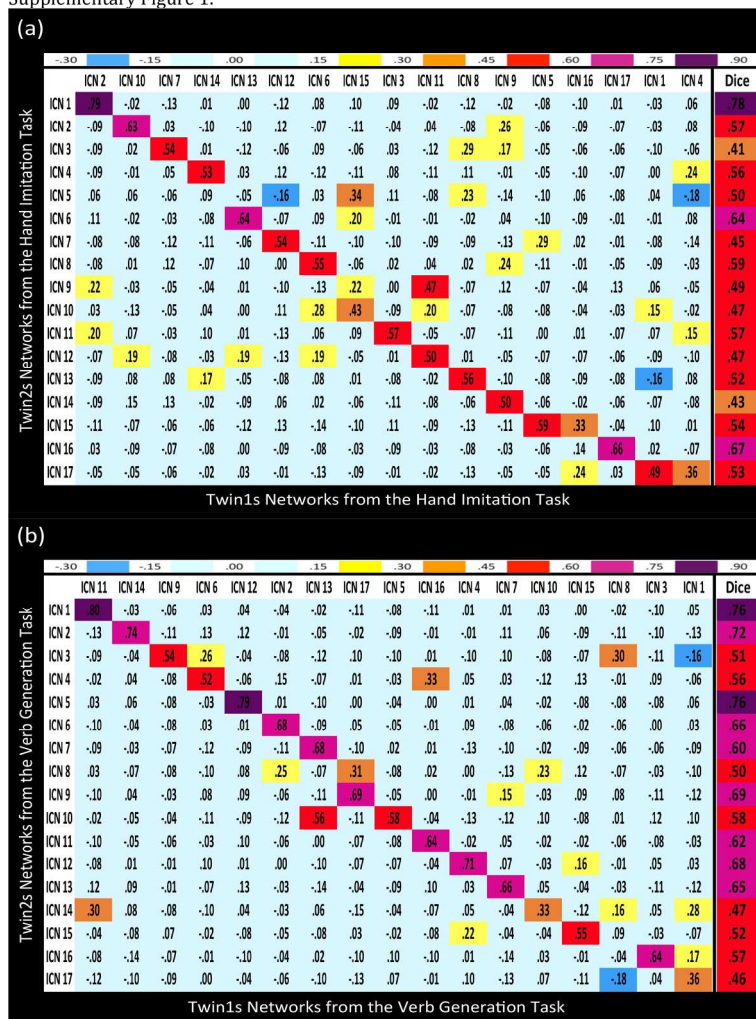 Supplementary Figure 1.
(a)
-.30 -.15 .00 .15 .30 .45 .60 .75 .90
ICN 2 ICN 10 ICN 7 ICN 14 ICN 13 ICN 12 ICN 6 ICN 15 ICN 3 ICN 11 ICN 8 ICN 9 ICN 5 ICN 16 ICN 17 ICN 1 ICN 4 Dice
ICN 1 .79 -.02 -.13 .01 .00 -.12 .08 .10 .09 -.02 -.12 -.02 -.08 -.10 .01 -.03 .06 .78
ICN 2 -.09 .63 .03 -.10 -.10 .12 -.07 -.11 -.04 .04 -.08 .26 -.06 -.09 -.07 -.03 .08 .57
ICN 3 -.09 .02 .54 .01 -.12 -.06 .09 -.06 .03 -.12 .29 .17 -.05 -.06 -.06 -.10 -.06 .41
ICN 4 -.09 -.01 .05 .53 .03 .12 -.12 -.11 -.08 .11 -.01 -.05 -.10 .07 .00 .24 .56
ICN 5 .06 .06 -.06 .09 -.05 -.16 .03 .34 .11 -.08 .23 -.14 -.10 .06 -.08 .04 -.18 .50
ICN 6 .11 -.02 -.03 -.08 .64 -.07 .09 .20 -.01 -.01 -.02 .04 -.10 -.09 -.01 -.01 .08 .64
ICN 7 -.08 -.08 -.12 -.11 -.06 .54 -.11 -.10 -.10 -.09 -.09 -.13 .29 .02 -.01 -.08 -.08 .45
ICN 8 -.08 .01 .12 -.07 .10 .00 .55 -.06 .02 .04 .02 .24 -.11 -.01 -.05 -.09 -.03 .59
ICN 9 .22 -.03 -.05 -.04 .01 -.10 -.13 .22 .00 .47 -.07 .12 -.07 -.04 .13 .06 -.05 .49
ICN 10 .03 -.13 -.05 .04 .00 .11 .28 .43 -.09 .20 -.07 -.08 -.08 -.04 -.03 .15 -.02 .47
ICN 11 .20 .07 -.03 .10 .01 -.13 .06 .09 .57 -.05 -.07 -.11 .00 .01 -.07 .07 .15 .57
ICN 12 -.07 .19 -.08 -.03 .19 -.03 .19 -.05 .01 .50 -.01 .05 -.02 -.07 -.06 -.09 -.10 .47
ICN 13 -.09 .08 .08 .17 -.05 -.08 .08 .01 -.08 -.02 .56 -.10 -.08 -.09 -.08 -.16 .08 .52
ICN 14 -.09 .15 .13 -.02 -.09 .06 .02 -.06 -.11 -.08 -.06 .50 -.06 -.02 -.06 -.07 -.08 .43
ICN 15 -.11 -.07 -.06 -.06 -.12 .13 -.14 -.10 .11 -.09 -.13 -.11 .59 .33 -.04 .10 .01 .54
ICN 16 .03 -.09 -.07 -.08 .00 -.09 -.08 -.03 -.09 -.03 -.08 -.03 -.06 .14 .66 .02 -.07 .67
ICN 17 -.05 -.05 -.06 -.02 .03 -.01 -.13 -.09 -.01 -.02 -.13 -.05 -.05 .24 .03 .49 .36 .53
Twin2s Networks from the Hand Imitation Task
Twin1s Networks from the Hand Imitation Task
(b)
-.30 -.15 .00 .15 .30 .45 .60 .75 .90
ICN 11 ICN 14 ICN 9 ICN 6 ICN 12 ICN 2 ICN 13 ICN 17 ICN 5 ICN 16 ICN 4 ICN 7 ICN 10 ICN 15 ICN 8 ICN 3 ICN 1 Dice
ICN 1 .80 -.03 -.06 .03 .04 -.04 -.02 -.11 -.08 -.11 .01 .01 .03 .00 -.02 -.10 .05 .76
ICN 2 -.13 .74 -.11 .13 .12 -.01 .05 -.02 -.09 -.01 -.01 .11 .06 -.09 -.11 -.10 -.13 .72
ICN 3 -.09 -.04 .54 .26 -.04 -.08 -.12 .10 .10 .01 -.10 .10 -.08 -.07 .30 -.11 -.16 .51
ICN 4 -.02 .04 -.08 .52 -.06 .15 -.07 .01 -.03 .33 .05 .03 -.12 -.13 .01 .09 -.06 .56
ICN 5 .03 .06 -.08 -.03 .79 .01 -.10 .00 .00 -.00 .01 .04 -.02 -.08 -.08 -.07 -.07 .76
ICN 6 -.10 -.04 -.08 .03 .01 .68 -.09 .05 -.05 -.01 .09 -.08 -.06 -.02 -.06 .00 .03 .66
ICN 7 -.09 -.03 -.07 -.12 -.09 -.11 .68 -.10 .02 .01 -.13 -.10 -.02 -.09 -.06 -.06 -.09 .60
ICN 8 .03 -.07 -.08 -.10 .08 .25 -.07 .31 -.08 .02 .00 -.13 .23 .12 -.07 -.03 -.10 .50
ICN 9 -.10 .04 -.03 .08 .09 -.06 -.11 .69 -.05 .00 -.01 .15 -.03 .09 .08 -.11 -.12 .69
ICN 10 -.02 -.05 -.04 -.11 -.09 -.12 .56 -.11 .58 -.04 -.13 -.12 -.10 -.08 .01 .12 .10 .58
ICN 11 -.10 -.05 -.06 -.03 .10 -.06 .00 -.07 -.06 .64 -.02 .05 -.02 -.02 -.06 -.08 -.03 .62
ICN 12 -.08 .01 -.01 .10 .01 .00 -.10 -.07 -.07 -.04 .71 .07 -.03 .16 -.01 .05 .03 .68
ICN 13 .12 .09 -.01 -.07 .13 -.03 -.14 -.04 -.09 .10 .03 .66 .05 -.04 -.03 -.11 -.12 .65
ICN 14 .30 .08 -.08 -.10 .04 -.03 .06 .15 -.04 -.07 .05 -.04 .33 -.12 .16 .05 .28 .47
ICN 15 -.04 -.08 .07 -.02 -.08 -.05 -.08 .03 -.02 -.08 .22 -.04 -.04 .55 .09 -.03 -.07 .52
ICN 16 -.08 -.14 -.07 -.01 .10 -.04 -.02 .10 -.10 .01 -.07 -.14 .03 -.01 -.04 .64 .17 .57
ICN 17 -.12 -.10 -.09 .00 -.04 -.06 -.10 -.13 .07 -.01 .10 -.13 -.07 .11 -.18 .04 .36 .46
Twin2s Networks from the Verb Generation Task
Twin1s Networks from the Verb Generation Task